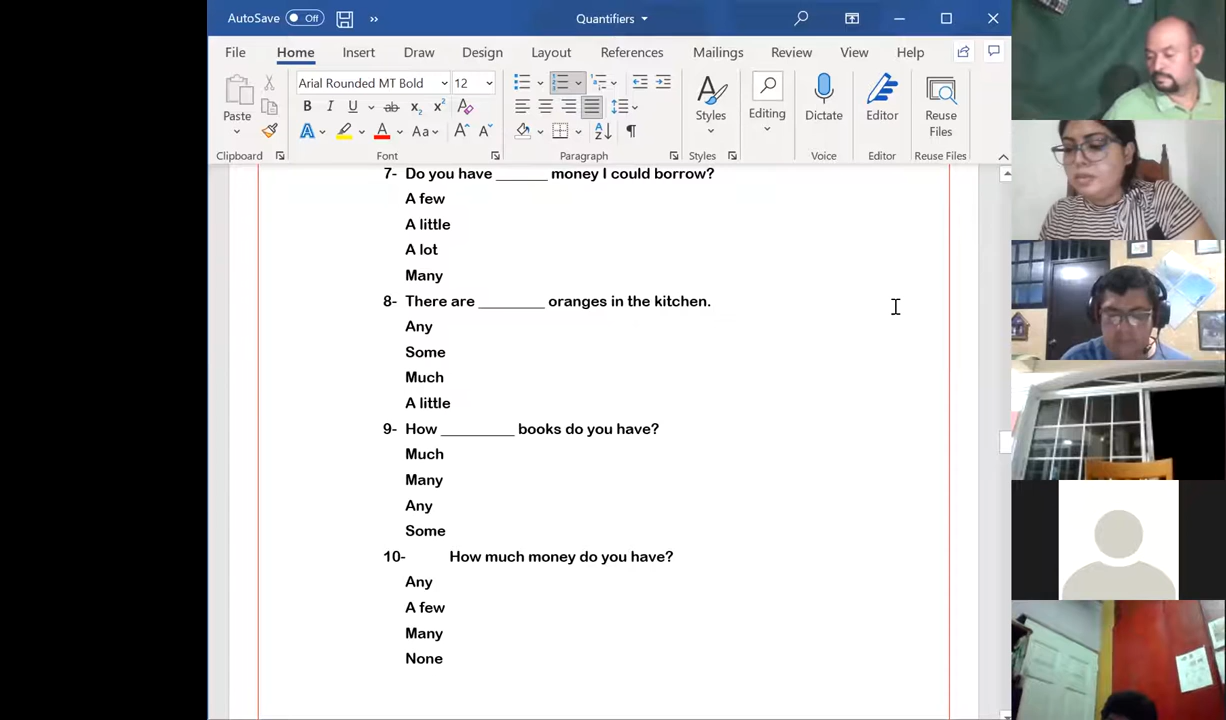 AutoSave Off Quantifiers
File Home Insert Draw Design Layout References Mailings Review View Help
Arial Rounded MT Bold 12
Paste Styles Editing Dictate Editor Reuse Files
B I U ab x₂ x² A
A A Aa A A
Clipboard Font Paragraph Styles Voice Editor Reuse Files
7- Do you have ______ money I could borrow?
A few
A little
A lot
Many
8- There are ________ oranges in the kitchen.
Any
Some
Much
A little
9- How _________ books do you have?
Much
Many
Any
Some
10- How much money do you have?
Any
A few
Many
None